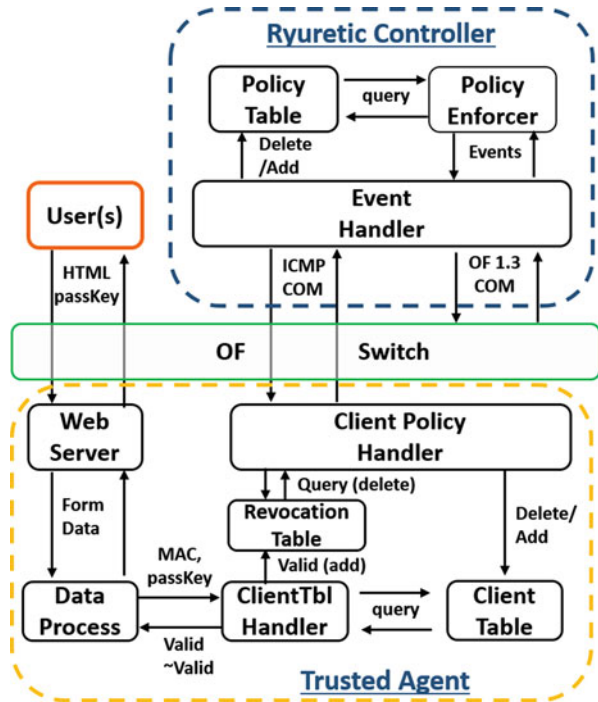 Ryuretic Controller
Policy
Table
query
Policy
Enforcer
Delete
/Add
Events
Event
Handler
User(s)
HTML
passKey
ICMP
COM
OF 1.3
COM
OF Switch
Web
Server
Client Policy
Handler
Form
Data
Query (delete)
Revocation
Table
Delete/
Add
Valid (add)
MAC,
passKey
Data
Process
ClientTbl
Handler
query
Client
Table
Valid
~Valid
Trusted Agent